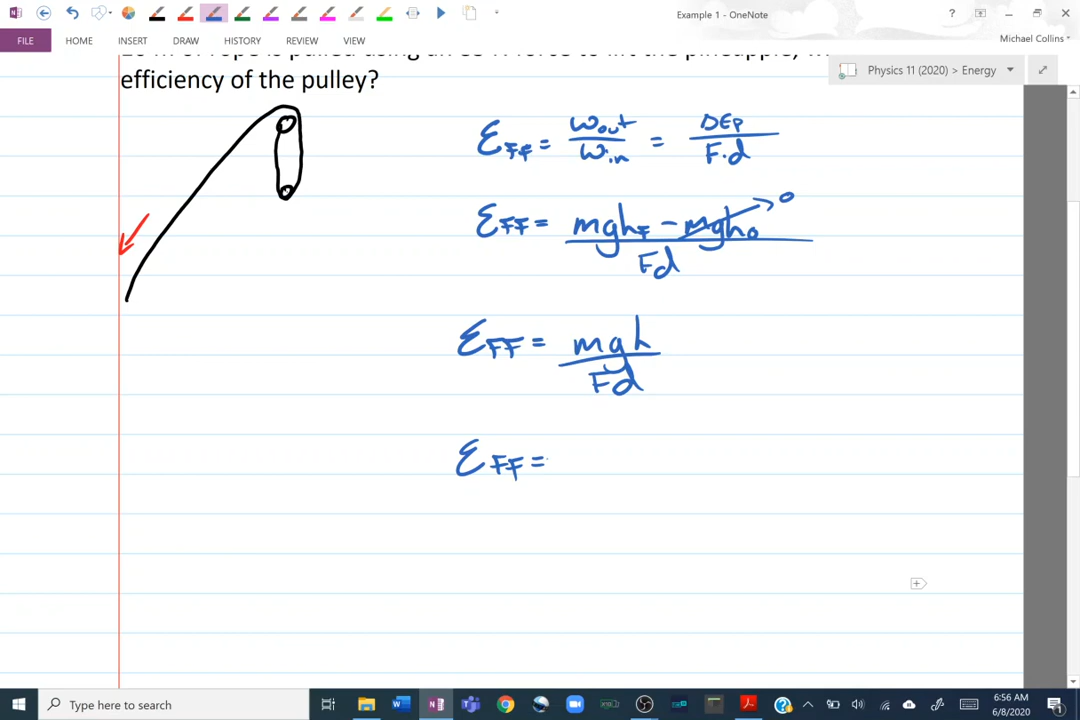 Example 1 - OneNote
FILE HOME INSERT DRAW HISTORY REVIEW VIEW
Michael Collins
Physics 11 (2020) > Energy
efficiency of the pulley?
EFF = Wout / Win = DEp / F.d
EFF = mghF - mgho → 0 / Fd
EFF = mgh / Fd
EFF =
Type here to search
6:56 AM
6/8/2020